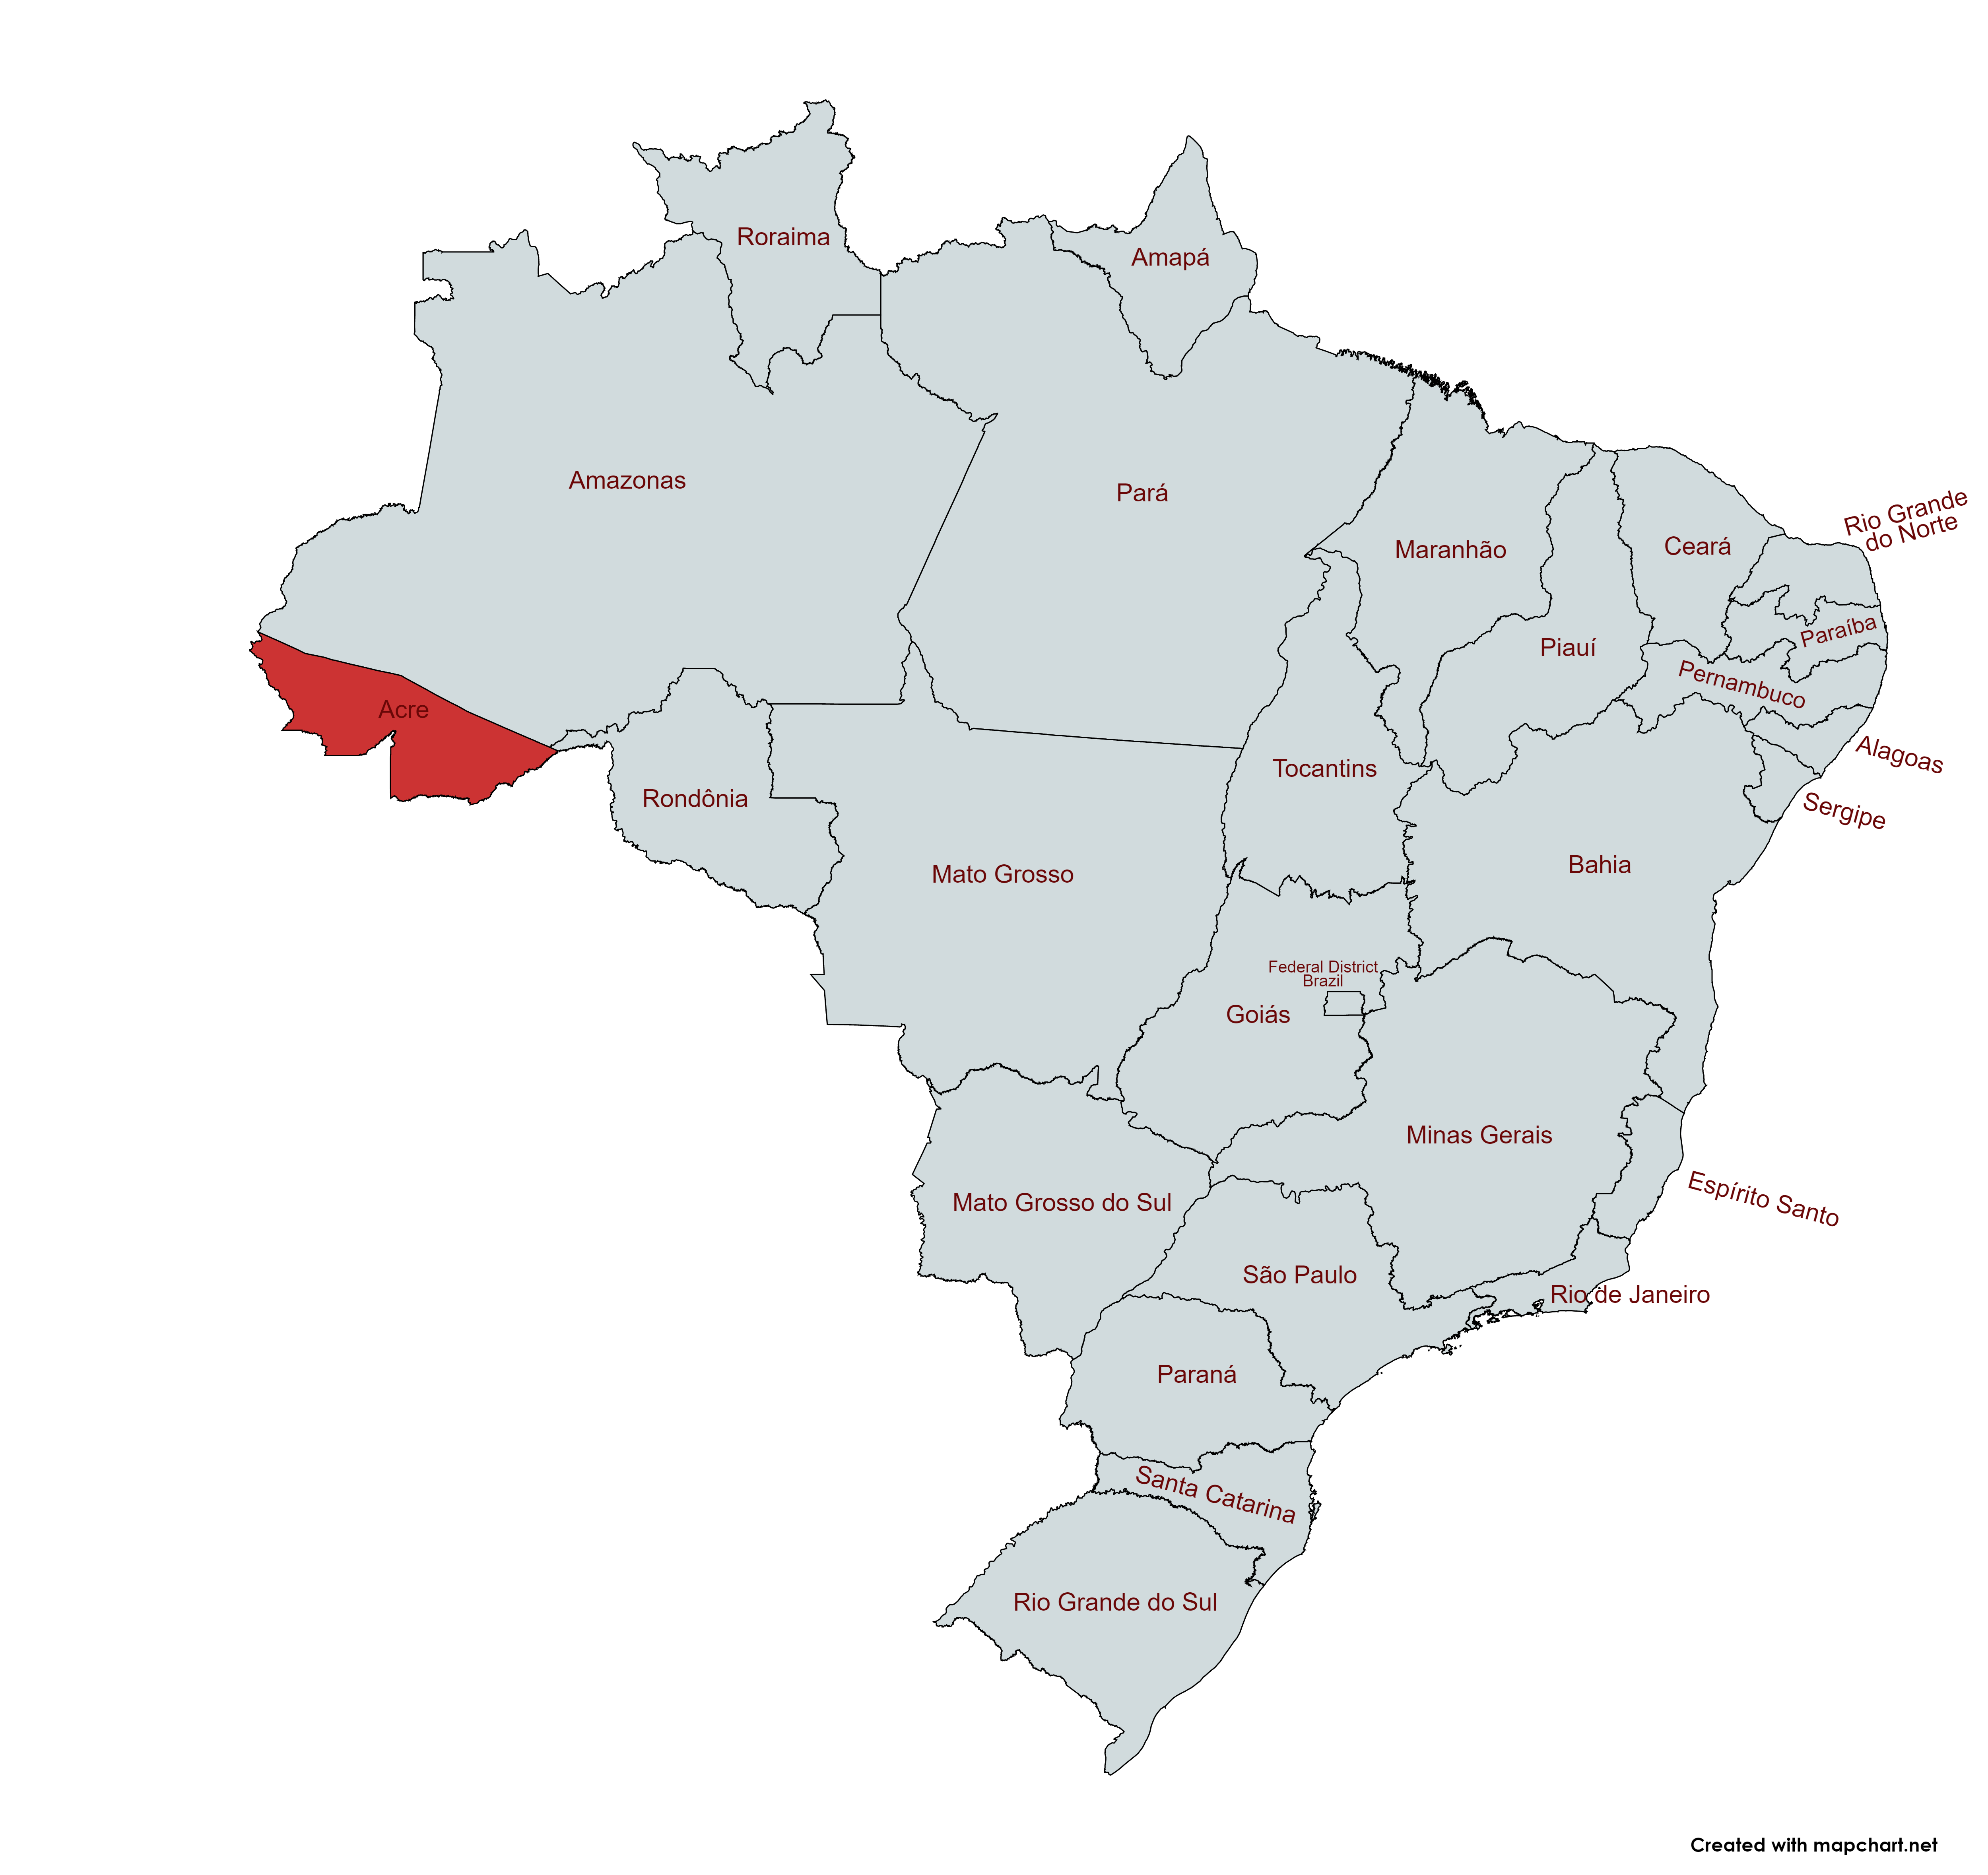 Roraima
Amapá
Amazonas
Pará
Rio Grande
do Norte
Maranhão
Ceará
Paraíba
Piauí
Pernambuco
Acre
Alagoas
Tocantins
Rondônia
Sergipe
Bahia
Mato Grosso
Federal District
Brazil
Goiás
Minas Gerais
Espírito Santo
Mato Grosso do Sul
São Paulo
Rio de Janeiro
Paraná
Santa Catarina
Rio Grande do Sul
Created with mapchart.net